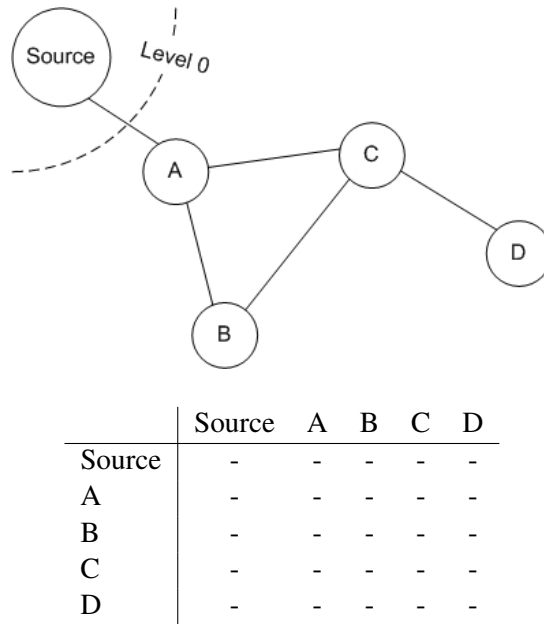 Source
Level 0
A
C
D
B
Source A B C D
Source - - - - -
A - - - - -
B - - - - -
C - - - - -
D - - - - -